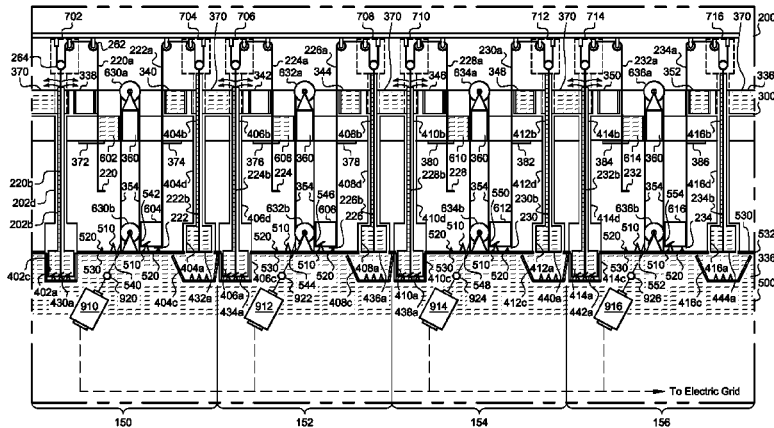 702 704 370 706 708 710 370 712 714 716 370 200
264 262 220a 222a 224a 226a 228a 230a 232a 234a
370 338 630a 340 342 632a 344 370 346 634a 348 350 636a 352 336
300
404b 406b 408b 410b 412b 414b 416b
372 602 360 374 376 606 360 378 380 610 360 382 384 614 360 386
220 224 228 232
220b 224b 228b 232b
202d 354 404d 354 408d 354 412d 354 416d
542 546 550 554
202b 604 222b 608 226b 612 230b 616 234b
630b 222 406d 632b 226 410d 634b 230 414d 636b 234 530
510 510 510 510 532
520 520 520 520
402c 530 510 404a 530 510 408a 530 510 412a 530 510 416a 336
520 520 520 520 500
402a 540 406a 406c 544 410a 410c 548 414a 414c 552
430a 910 920 404c 432a 434a 912 922 408c 436a 438a 914 924 412c 440a 442a 916 926 416c 444a
To Electric Grid
150 152 154 156